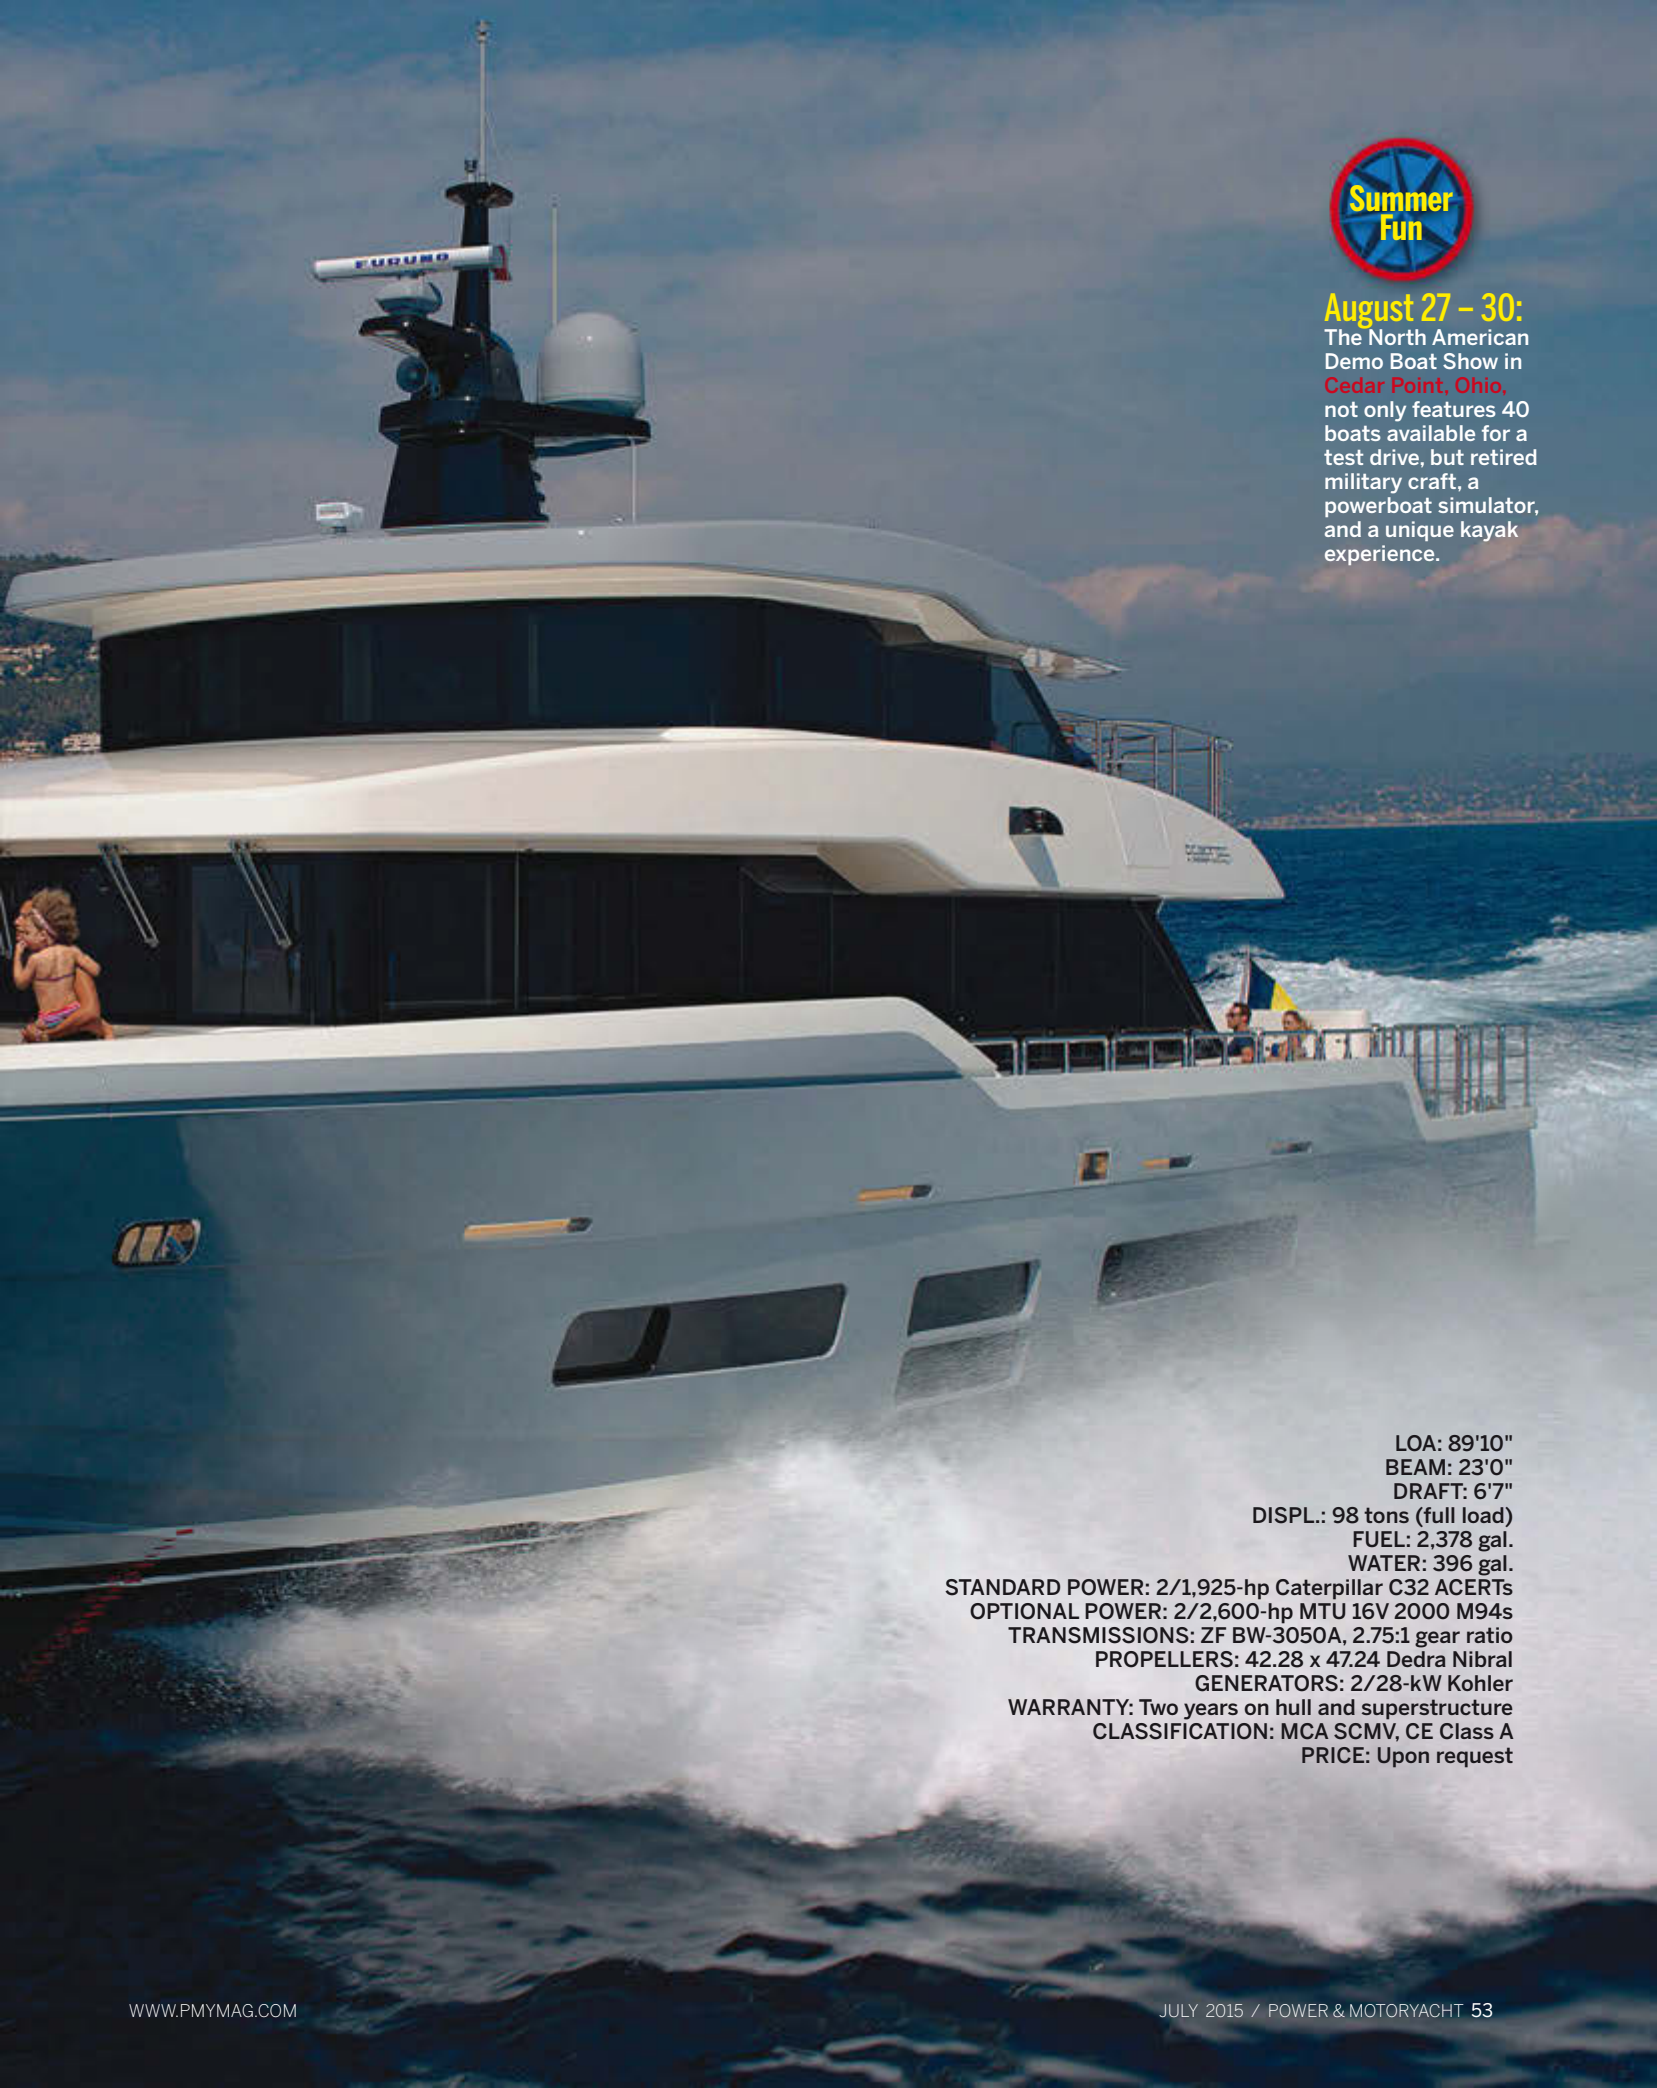 FURUNO
Summer
Fun
August 27 – 30:
The North American
Demo Boat Show in
Cedar Point, Ohio,
not only features 40
boats available for a
test drive, but retired
military craft, a
powerboat simulator,
and a unique kayak
experience.
LOA: 89'10"
BEAM: 23'0"
DRAFT: 6'7"
DISPL.: 98 tons (full load)
FUEL: 2,378 gal.
WATER: 396 gal.
STANDARD POWER: 2/1,925-hp Caterpillar C32 ACERTs
OPTIONAL POWER: 2/2,600-hp MTU 16V 2000 M94s
TRANSMISSIONS: ZF BW-3050A, 2.75:1 gear ratio
PROPELLERS: 42.28 x 47.24 Dedra Nibral
GENERATORS: 2/28-kW Kohler
WARRANTY: Two years on hull and superstructure
CLASSIFICATION: MCA SCMV, CE Class A
PRICE: Upon request
WWW.PMYMAG.COM
JULY 2015 / POWER & MOTORYACHT 53